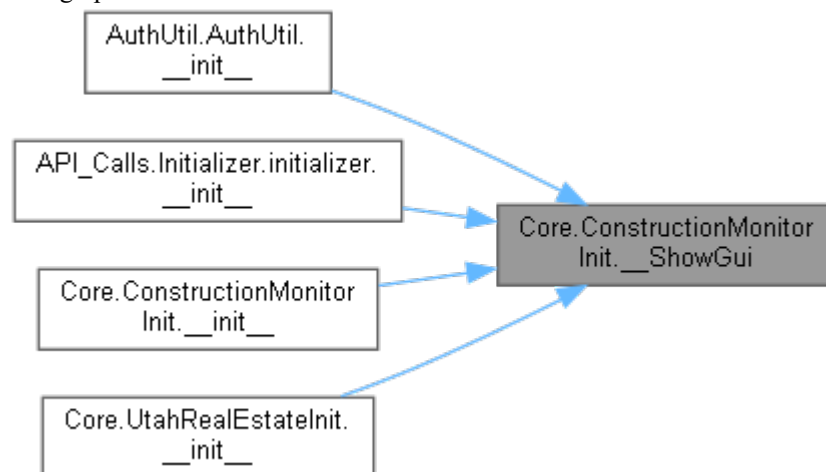 AuthUtil.AuthUtil.
__init__
API_Calls.Initializer.initializer.
__init__
Core.ConstructionMonitor
Init.__ShowGui
Core.ConstructionMonitor
Init.__init__
Core.UtahRealEstateInit.
__init__